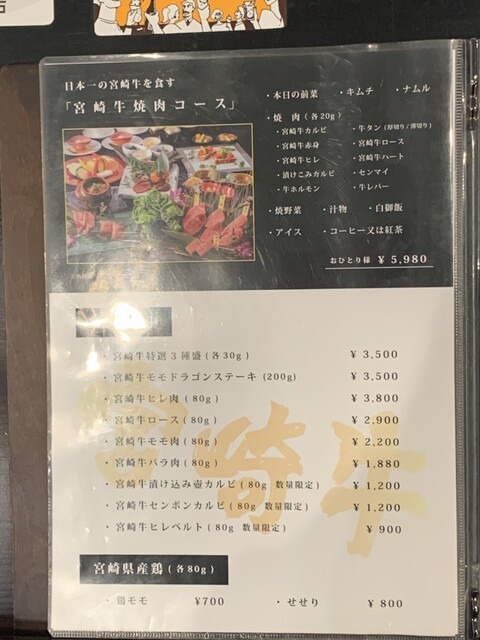 日本一の宮崎牛を食す
「宮崎牛焼肉コース」
・本日の前菜 ・キムチ ・ナムル
・焼 肉 (各20g)
・宮崎牛カルビ ・牛タン(厚切り/薄切り)
・宮崎牛赤身 ・宮崎牛ロース
・宮崎牛ヒレ ・宮崎牛ハート
・漬けこみカルビ ・センマイ
・牛ホルモン ・牛レバー
・焼野菜 ・汁物 ・白御飯
・アイス ・コーヒー又は紅茶
おひとり様 ¥5,980
・宮崎牛特選3種盛(各30g) ¥3,500
・宮崎牛モモドラゴンステーキ(200g) ¥3,500
・宮崎牛ヒレ肉(80g) ¥3,800
・宮崎牛ロース(80g) ¥2,900
・宮崎牛モモ肉(80g) ¥2,200
・宮崎牛バラ肉(80g) ¥1,880
・宮崎牛漬け込み壺カルビ(80g 数量限定) ¥1,200
・宮崎牛センボンカルビ(80g 数量限定) ¥1,200
・宮崎牛ヒレベルト(80g 数量限定) ¥900
宮崎牛
宮崎県産鶏(各80g)
・鶏モモ ¥700 ・せせり ¥800